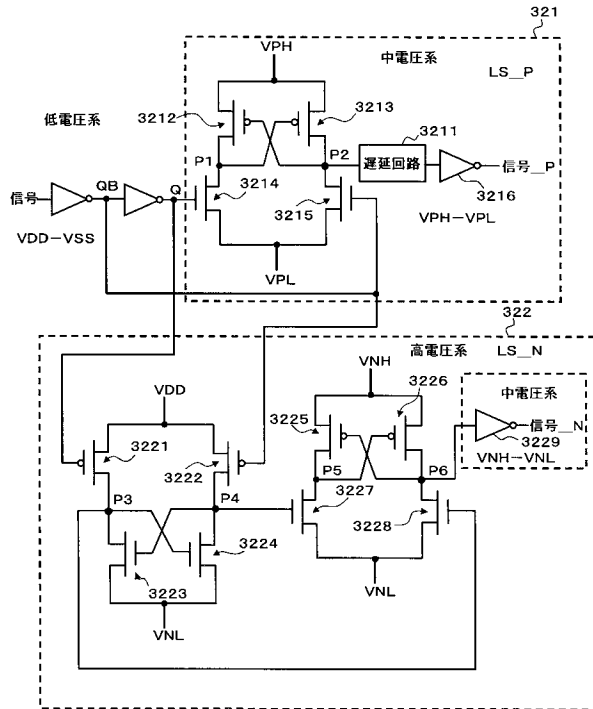 321
VPH
中電圧系
LS＿P
低電圧系
3212
3213
3211
P1
P2
遅延回路
信号＿P
3216
信号
QB
Q
3214
3215
VPH－VPL
VDD－VSS
VPL
322
高電圧系
LS＿N
VDD
VNH
3226
中電圧系
3225
信号＿N
3229
VNH－VNL
3221
3222
P5
P6
3227
P3
P4
3228
3224
3223
VNL
VNL